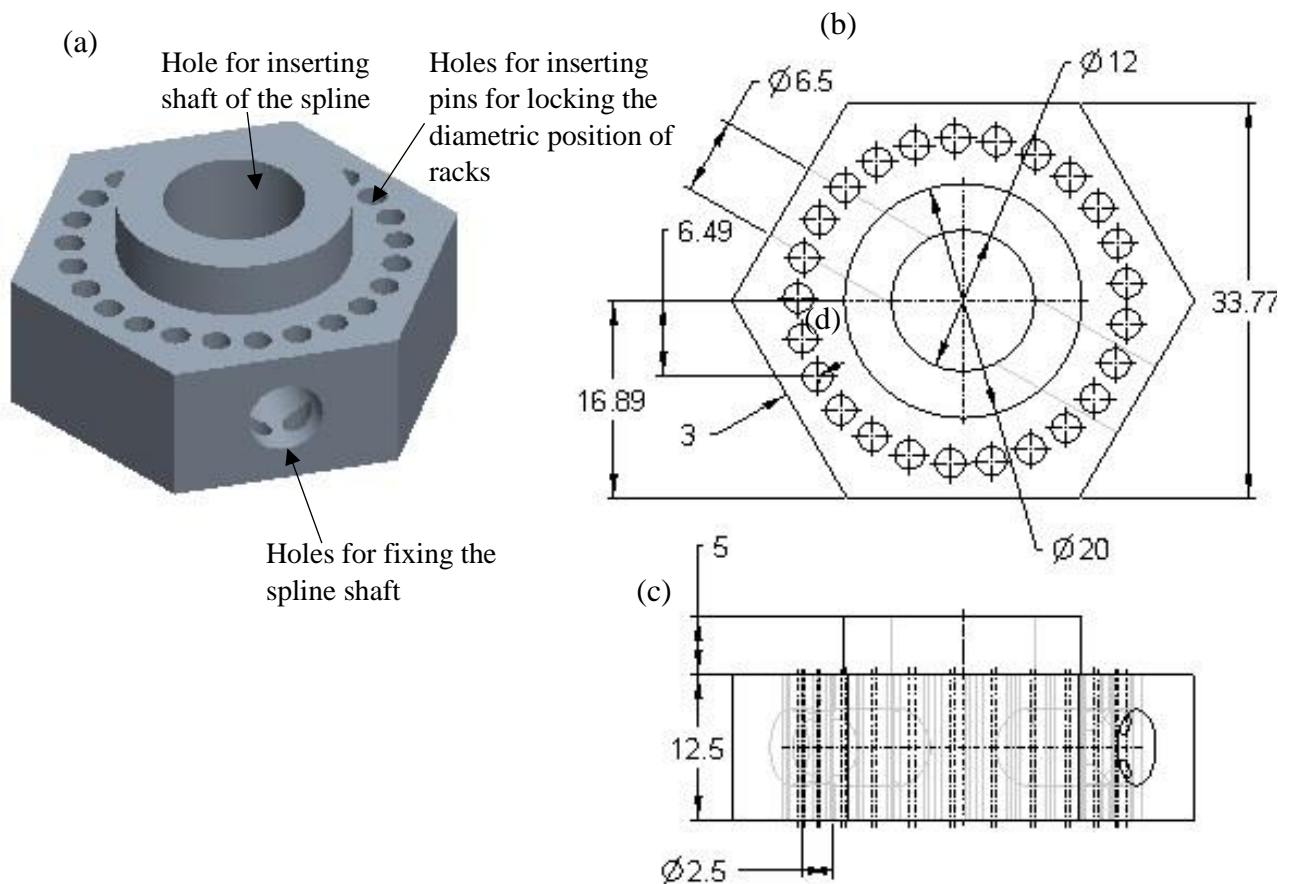 (a)
Hole for inserting
shaft of the spline
Holes for inserting
pins for locking the
diametric position of
racks
Holes for fixing the
spline shaft
(b)
Ø6.5
Ø12
6.49
(d)
33.77
16.89
3
Ø20
(c)
5
12.5
Ø2.5